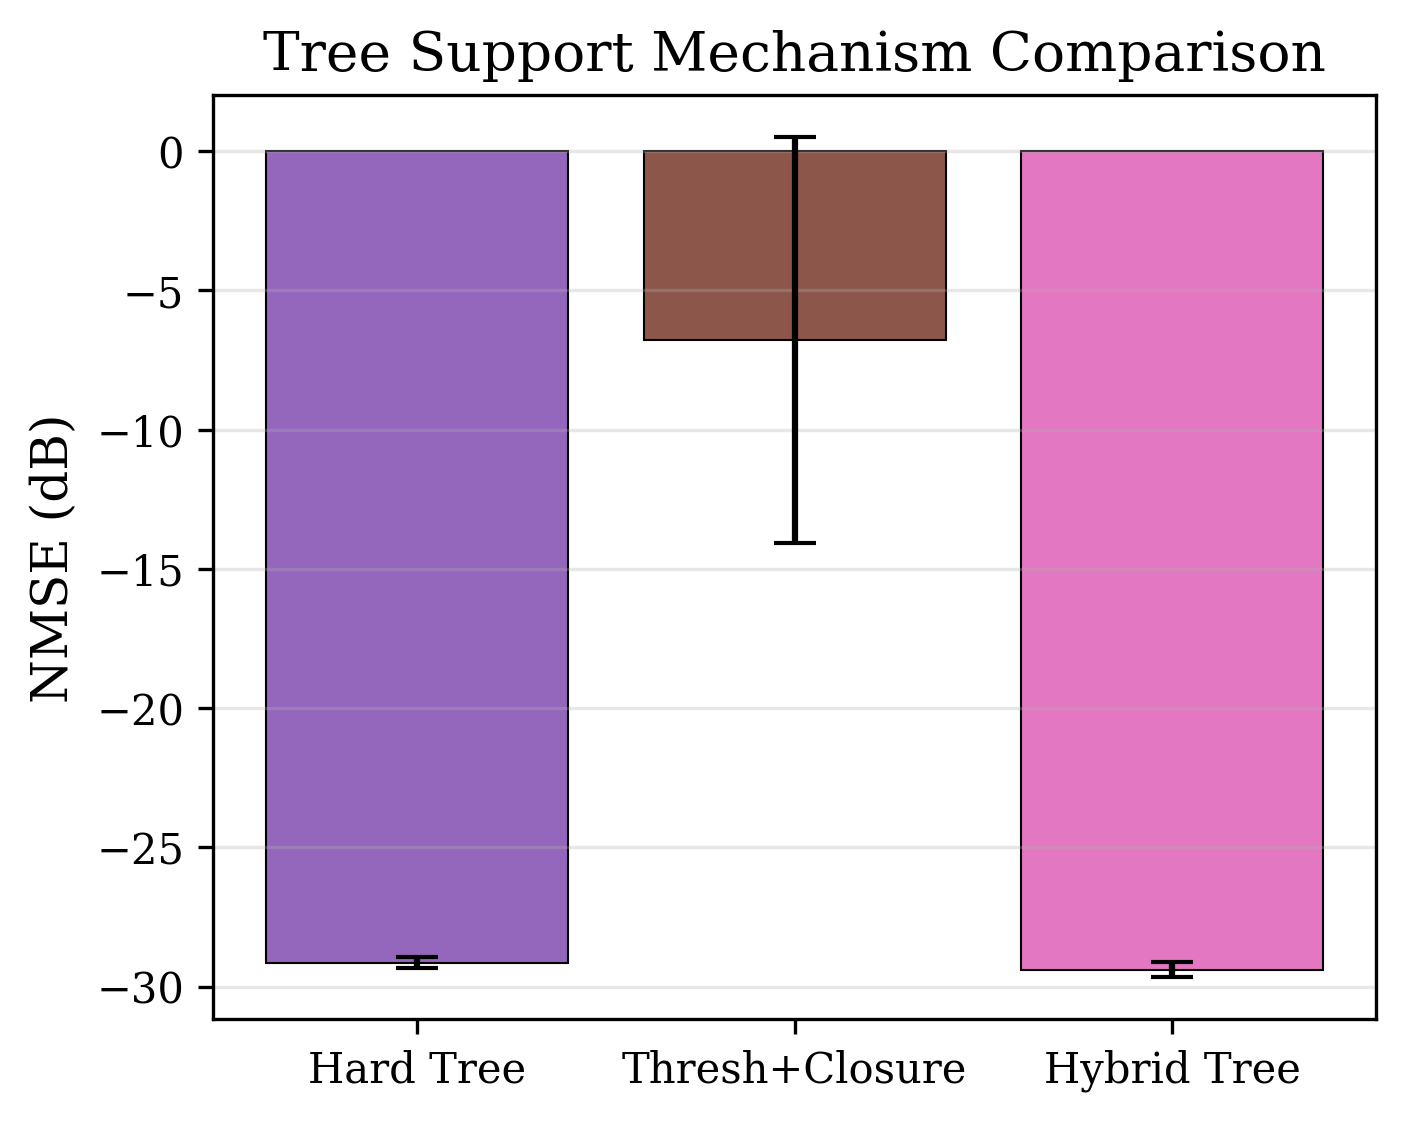 Tree Support Mechanism Comparison
NMSE (dB)
0
−5
−10
−15
−20
−25
−30
Hard Tree
Thresh+Closure
Hybrid Tree